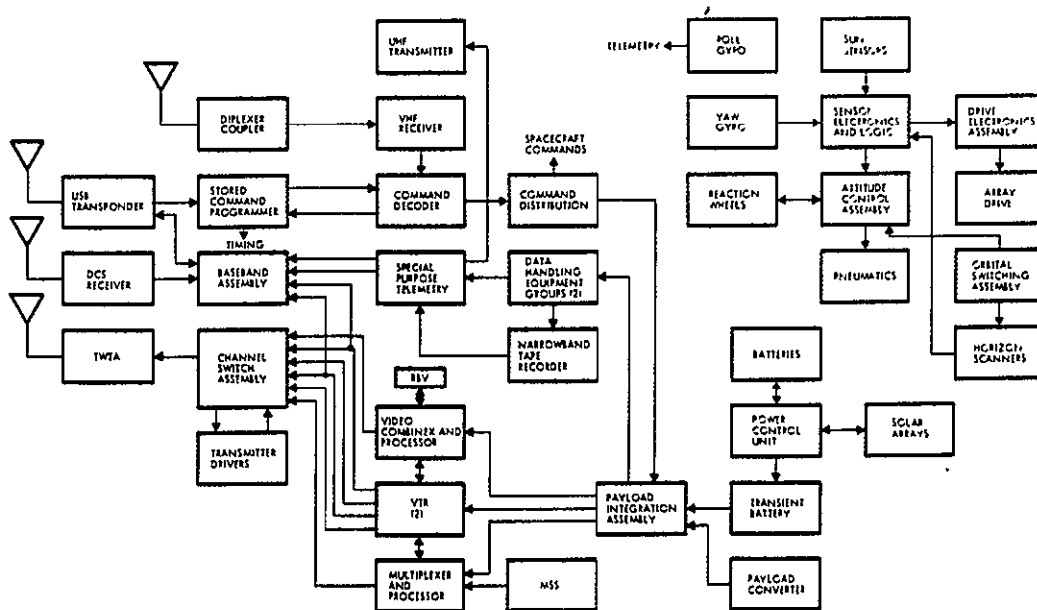 UHF
TRANSMITTER
TELEMETRY
ROLL
GYRO
SUN
SENSORS
DIPLEXER
COUPLER
VHF
RECEIVER
YAW
GYRO
SENSOR
ELECTRONICS
AND LOGIC
DRIVE
ELECTRONICS
ASSEMBLY
SPACECRAFT
COMMANDS
USB
TRANSPONDER
STORED
COMMAND
PROGRAMMER
COMMAND
DECODER
COMMAND
DISTRIBUTION
REACTION
WHEELS
ATTITUDE
CONTROL
ASSEMBLY
ARRAY
DRIVE
TIMING
DCS
RECEIVER
BASEBAND
ASSEMBLY
SPECIAL
PURPOSE
TELEMETRY
DATA
HANDLING
EQUIPMENT
GROUPS (2)
PNEUMATICS
ORBITAL
SWITCHING
ASSEMBLY
TWTA
CHANNEL
SWITCH
ASSEMBLY
NARROWBAND
TAPE
RECORDER
BATTERIES
HORIZON
SCANNERS
RBV
VIDEO
COMBINEX AND
PROCESSOR
POWER
CONTROL
UNIT
SOLAR
ARRAYS
TRANSMITTER
DRIVERS
VTR
(2)
PAYLOAD
INTEGRATION
ASSEMBLY
TRANSIENT
BATTERY
MULTIPLEXER
AND
PROCESSOR
MSS
PAYLOAD
CONVERTER